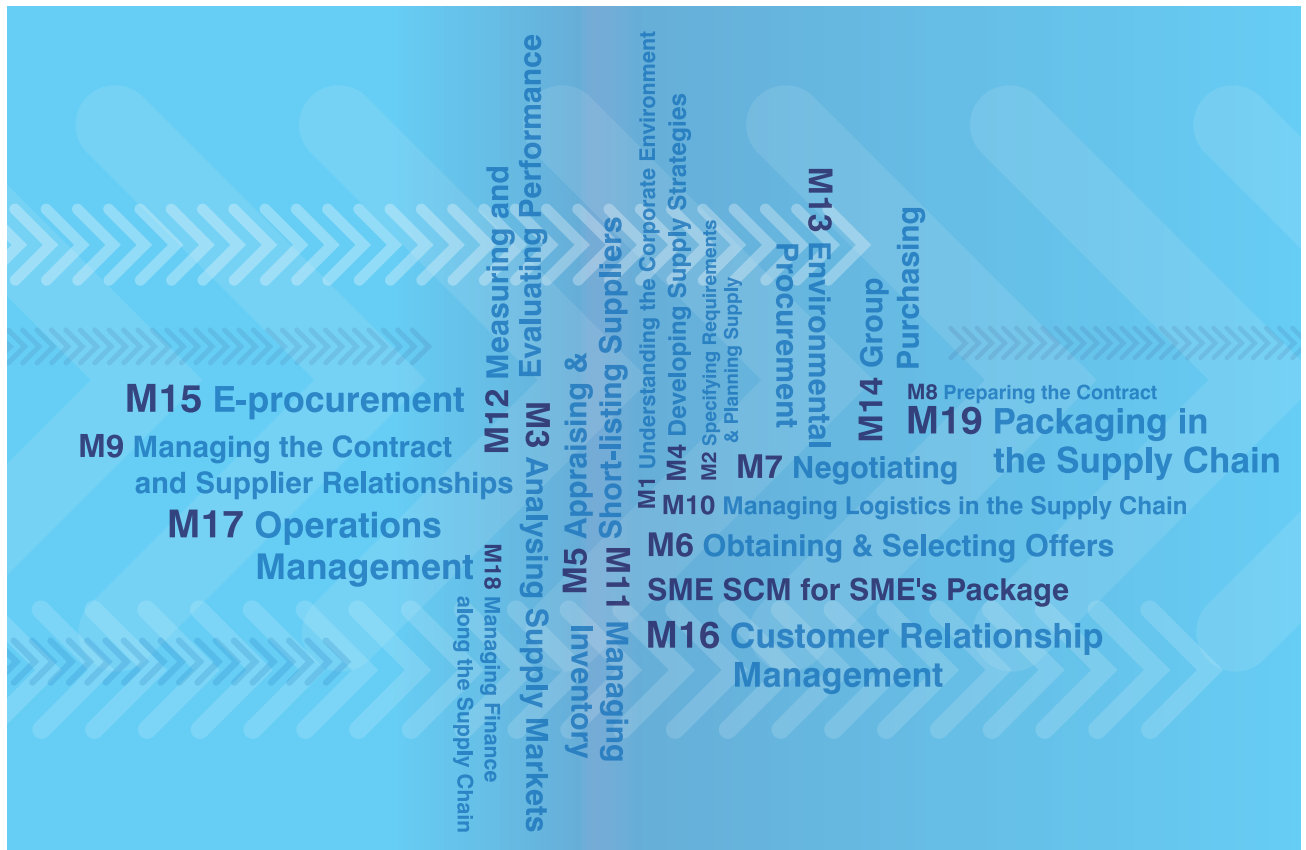 M15 E-procurement
M9 Managing the Contract
and Supplier Relationships
M17 Operations
Management
M18 Managing Finance
along the Supply Chain
M12 Measuring and
Evaluating Performance
M3 Analysing Supply Markets
M5 Appraising &
Short-listing Suppliers
M11 Managing
Inventory
M1 Understanding the Corporate Environment
M4 Developing Supply Strategies
M2 Specifying Requirements
& Planning Supply
M13 Environmental
Procurement
M14 Group
Purchasing
M8 Preparing the Contract
M19 Packaging in
the Supply Chain
M7 Negotiating
M10 Managing Logistics in the Supply Chain
M6 Obtaining & Selecting Offers
SME SCM for SME's Package
M16 Customer Relationship
Management